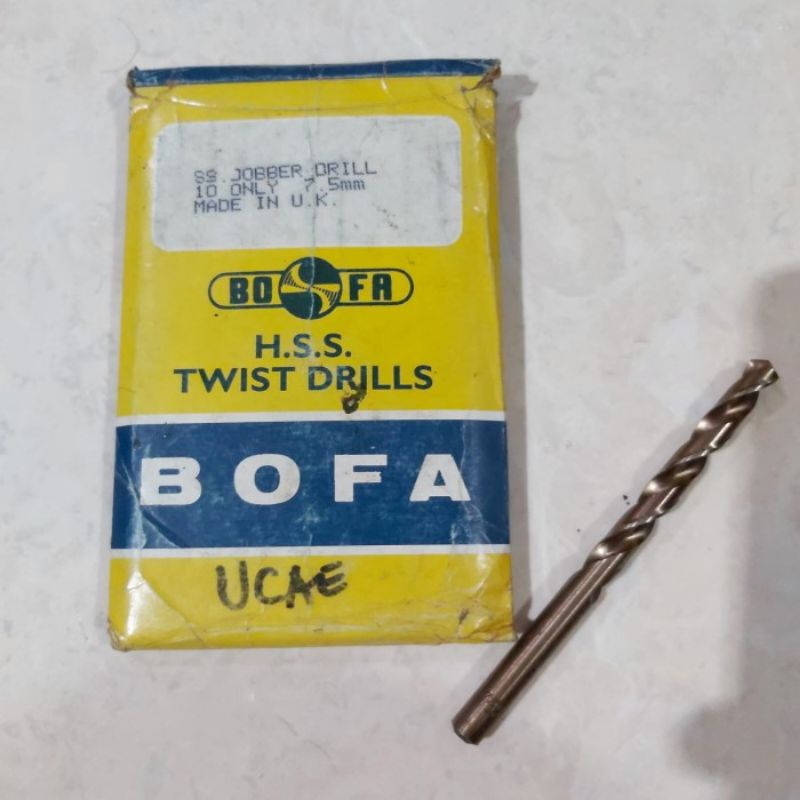 SS. JOBBER DRILL
10 ONLY 7.5mm
MADE IN U.K.
BO FA
H.S.S.
TWIST DRILLS
BOFA
UCAE